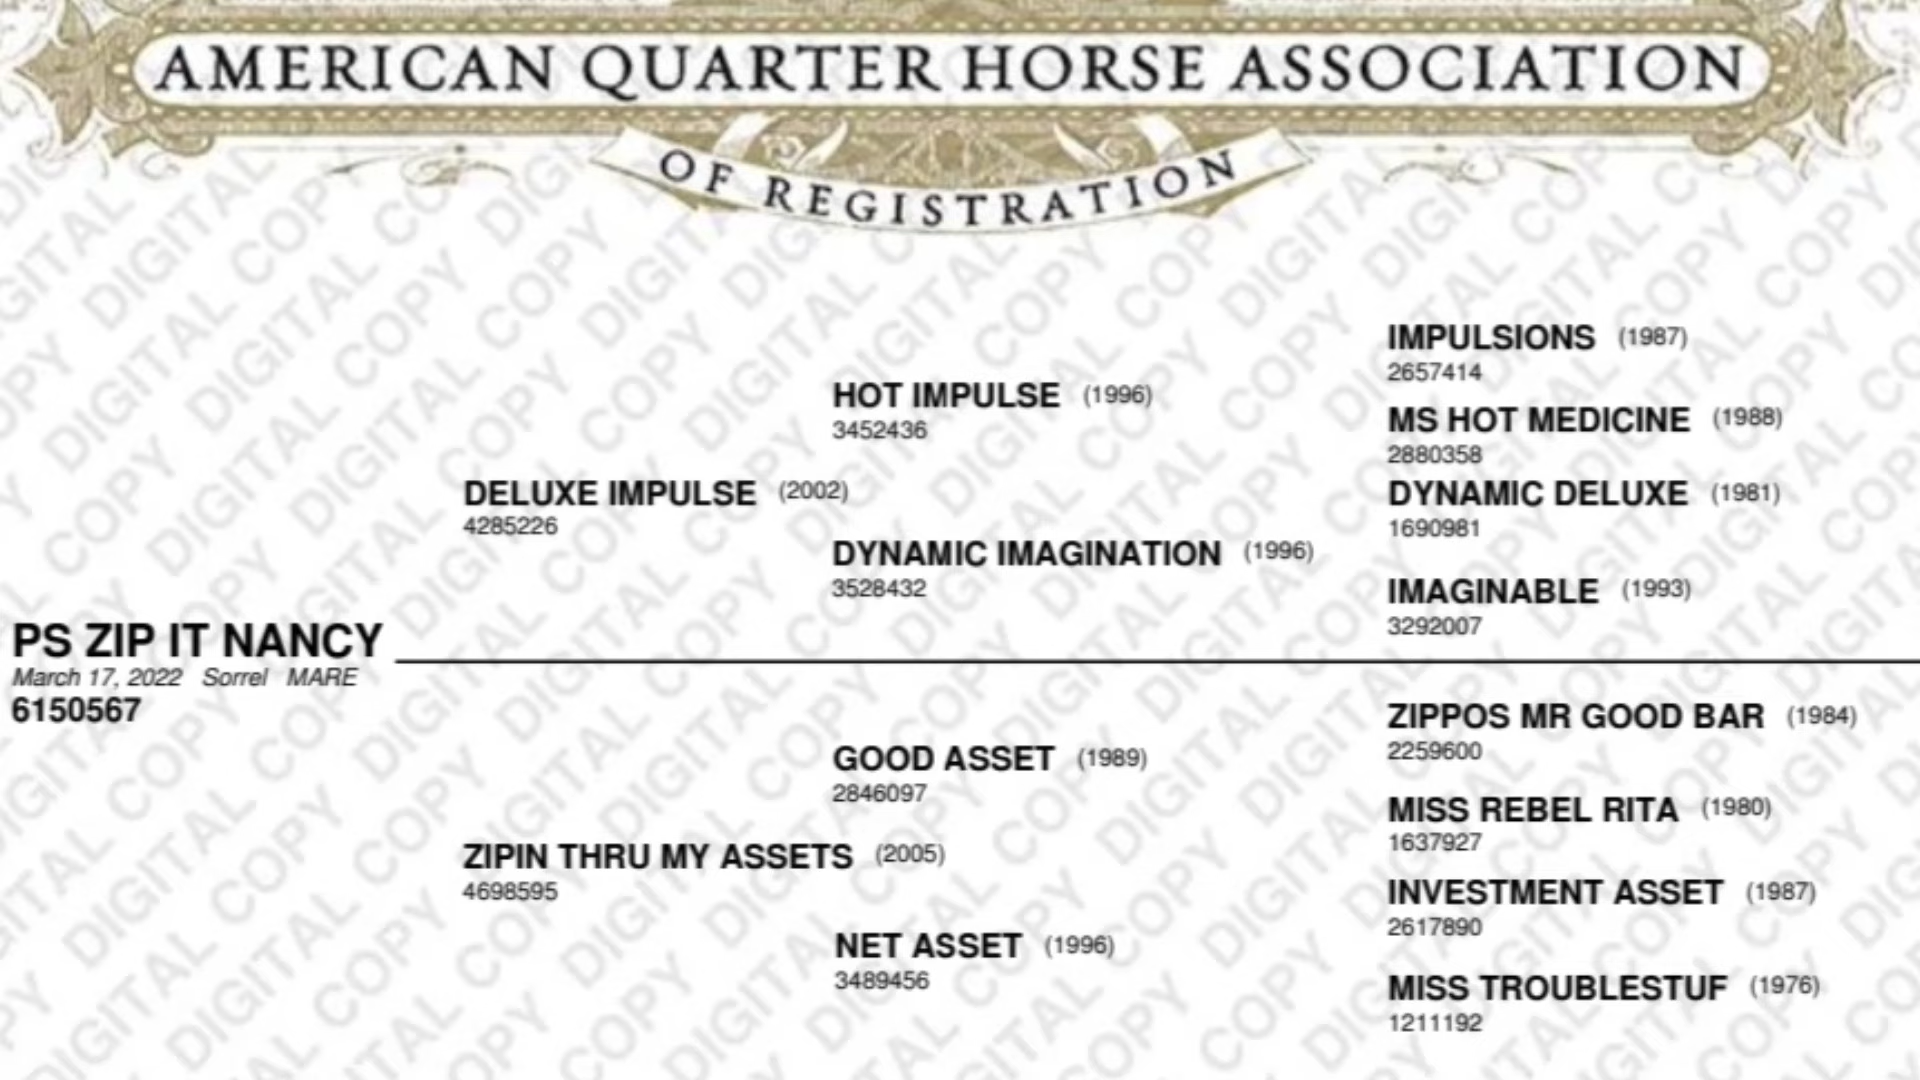 AMERICAN QUARTER HORSE ASSOCIATION
OF REGISTRATION
IMPULSIONS (1987)
2657414
HOT IMPULSE (1996)
3452436
MS HOT MEDICINE (1988)
2880358
DELUXE IMPULSE (2002)
4285226
DYNAMIC DELUXE (1981)
1690981
DYNAMIC IMAGINATION (1996)
3528432
IMAGINABLE (1993)
3292007
PS ZIP IT NANCY
March 17, 2022 Sorrel MARE
6150567
ZIPPOS MR GOOD BAR (1984)
2259600
GOOD ASSET (1989)
2846097
MISS REBEL RITA (1980)
1637927
ZIPIN THRU MY ASSETS (2005)
4698595
INVESTMENT ASSET (1987)
2617890
NET ASSET (1996)
3489456
MISS TROUBLESTUF (1976)
1211192
DIGITAL COPY